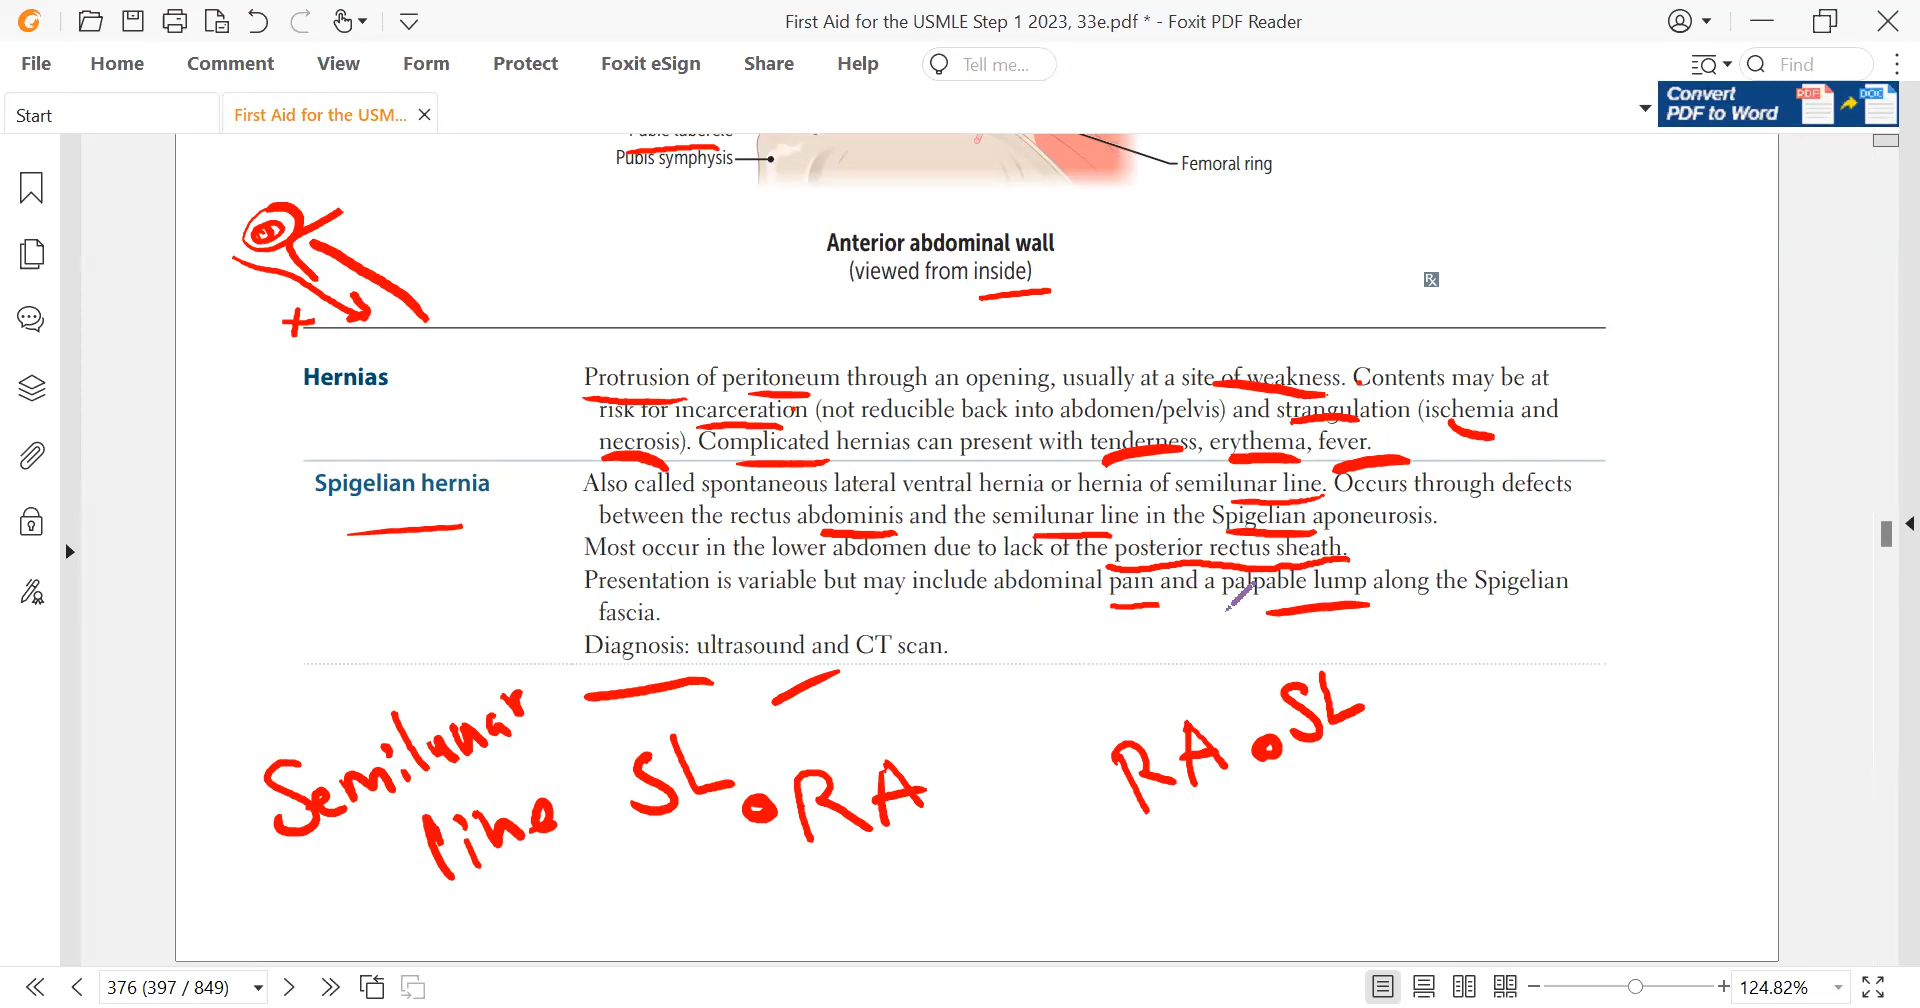 First Aid for the USMLE Step 1 2023, 33e.pdf * - Foxit PDF Reader
File Home Comment View Form Protect Foxit eSign Share Help Tell me... Find
Start First Aid for the USM... Convert PDF to Word PDF DOC
Pubic tubercle
Pubis symphysis
Femoral ring
Anterior abdominal wall
(viewed from inside)
Rx
+
Hernias
Protrusion of peritoneum through an opening, usually at a site of weakness. Contents may be at
risk for incarceration (not reducible back into abdomen/pelvis) and strangulation (ischemia and
necrosis). Complicated hernias can present with tenderness, erythema, fever.
Spigelian hernia
Also called spontaneous lateral ventral hernia or hernia of semilunar line. Occurs through defects
between the rectus abdominis and the semilunar line in the Spigelian aponeurosis.
Most occur in the lower abdomen due to lack of the posterior rectus sheath.
Presentation is variable but may include abdominal pain and a palpable lump along the Spigelian
fascia.
Diagnosis: ultrasound and CT scan.
Semilunar
line
SL RA
RA SL
376 (397 / 849) 124.82%